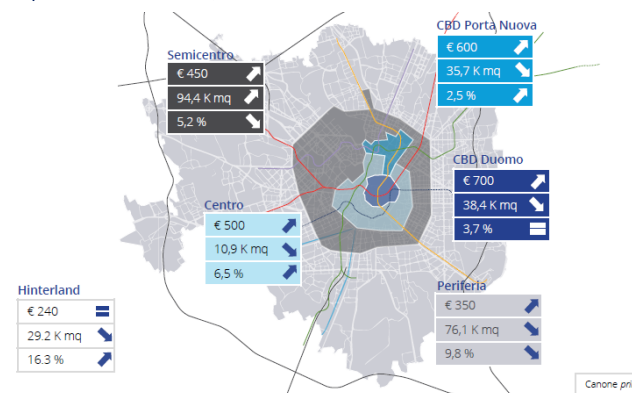 CBD Porta Nuova
€ 600
35,7 K mq
2,5 %
Semicentro
€ 450
94,4 K mq
5,2 %
CBD Duomo
€ 700
38,4 K mq
3,7 %
Centro
€ 500
10,9 K mq
6,5 %
Hinterland
€ 240
29.2 K mq
16.3 %
Periferia
€ 350
76,1 K mq
9,8 %
Canone pri